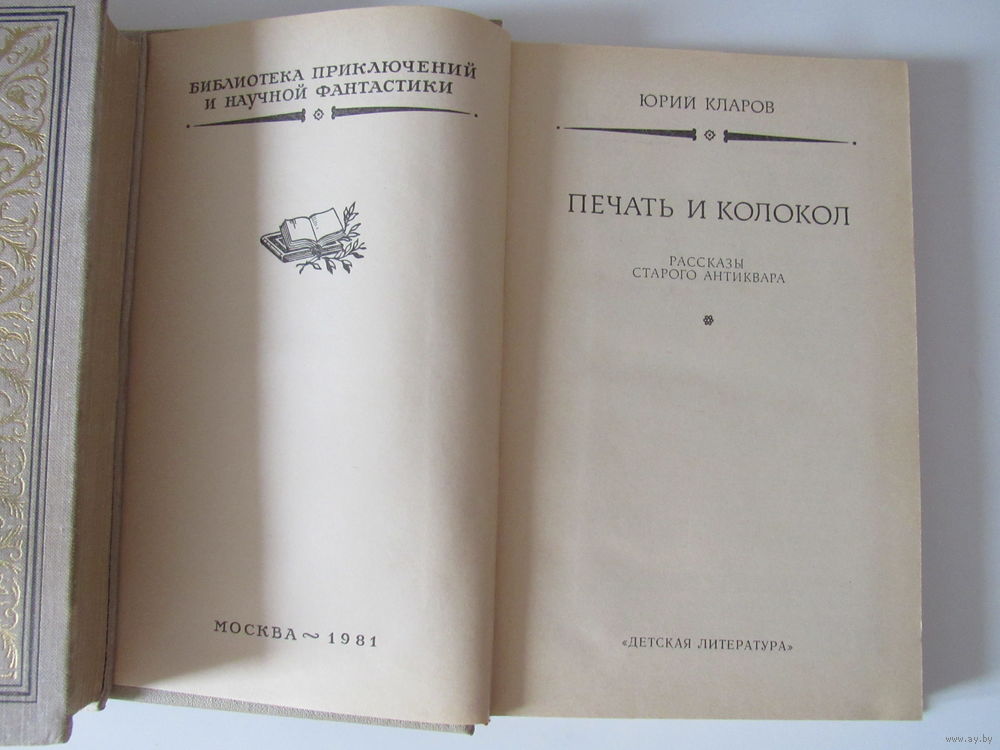 БИБЛИОТЕКА ПРИКЛЮЧЕНИЙ
И НАУЧНОЙ ФАНТАСТИКИ
МОСКВА ~ 1981
ЮРИЙ КЛАРОВ
ПЕЧАТЬ И КОЛОКОЛ
РАССКАЗЫ
СТАРОГО АНТИКВАРА
«ДЕТСКАЯ ЛИТЕРАТУРА»
www.ay.by